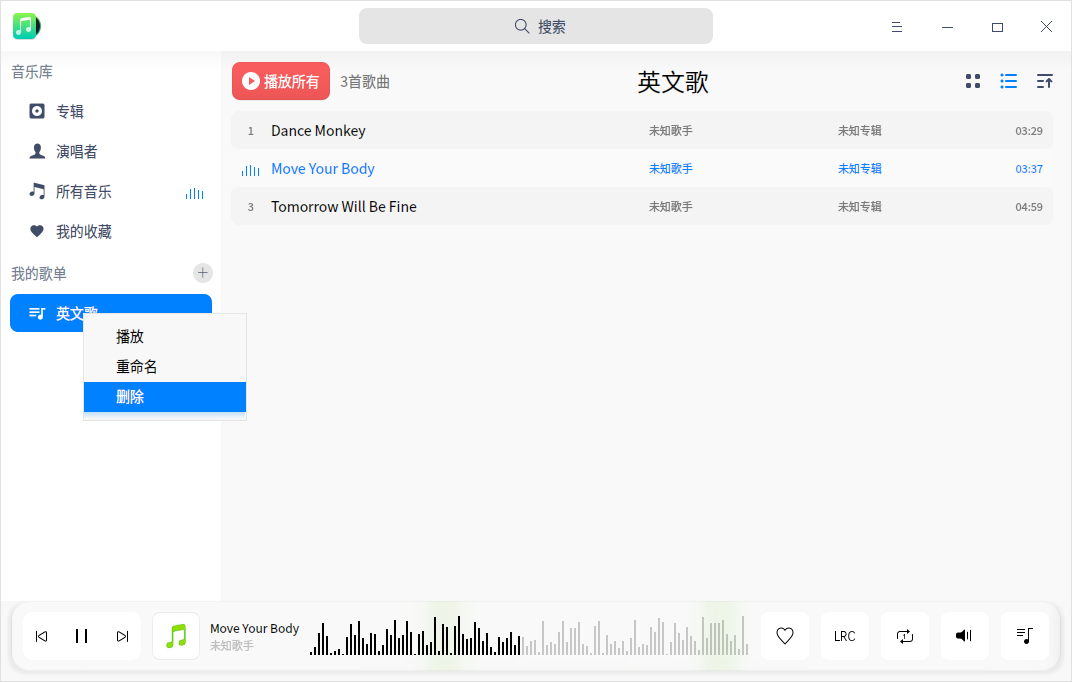 搜索
音乐库
专辑
演唱者
所有音乐
我的收藏
我的歌单
英文歌
播放
重命名
删除
播放所有 3首歌曲 英文歌
1 Dance Monkey 未知歌手 未知专辑 03:29
Move Your Body 未知歌手 未知专辑 03:37
3 Tomorrow Will Be Fine 未知歌手 未知专辑 04:59
Move Your Body
未知歌手
LRC